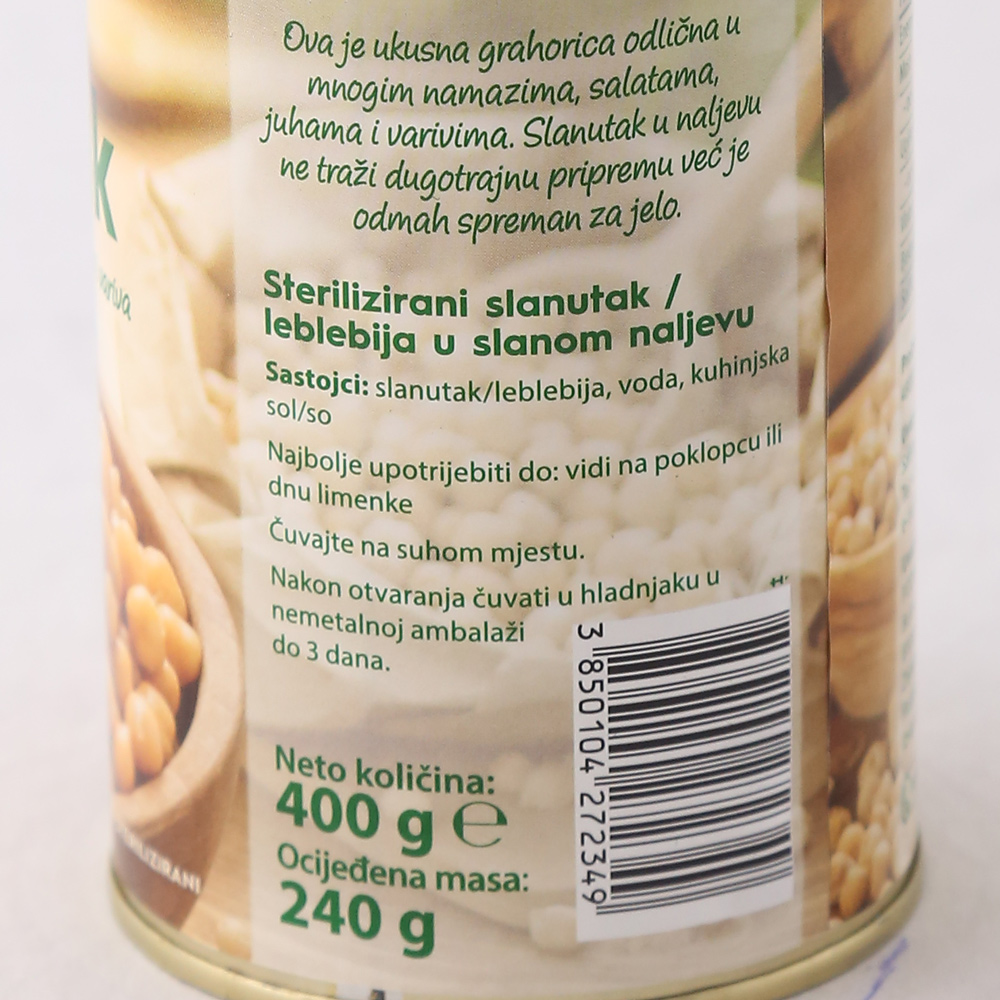 Ova je ukusna grahorica odlična u
mnogim namazima, salatama,
juhama i varivima. Slanutak u naljevu
ne traži dugotrajnu pripremu već je
odmah spreman za jelo.
Sterilizirani slanutak /
leblebija u slanom naljevu
Sastojci: slanutak/leblebija, voda, kuhinjska
sol/so
Najbolje upotrijebiti do: vidi na poklopcu ili
dnu limenke
Čuvajte na suhom mjestu.
Nakon otvaranja čuvati u hladnjaku u
nemetalnoj ambalaži
do 3 dana.
Neto količina:
400 g ℮
Ocijeđena masa:
240 g
3 850104 272349